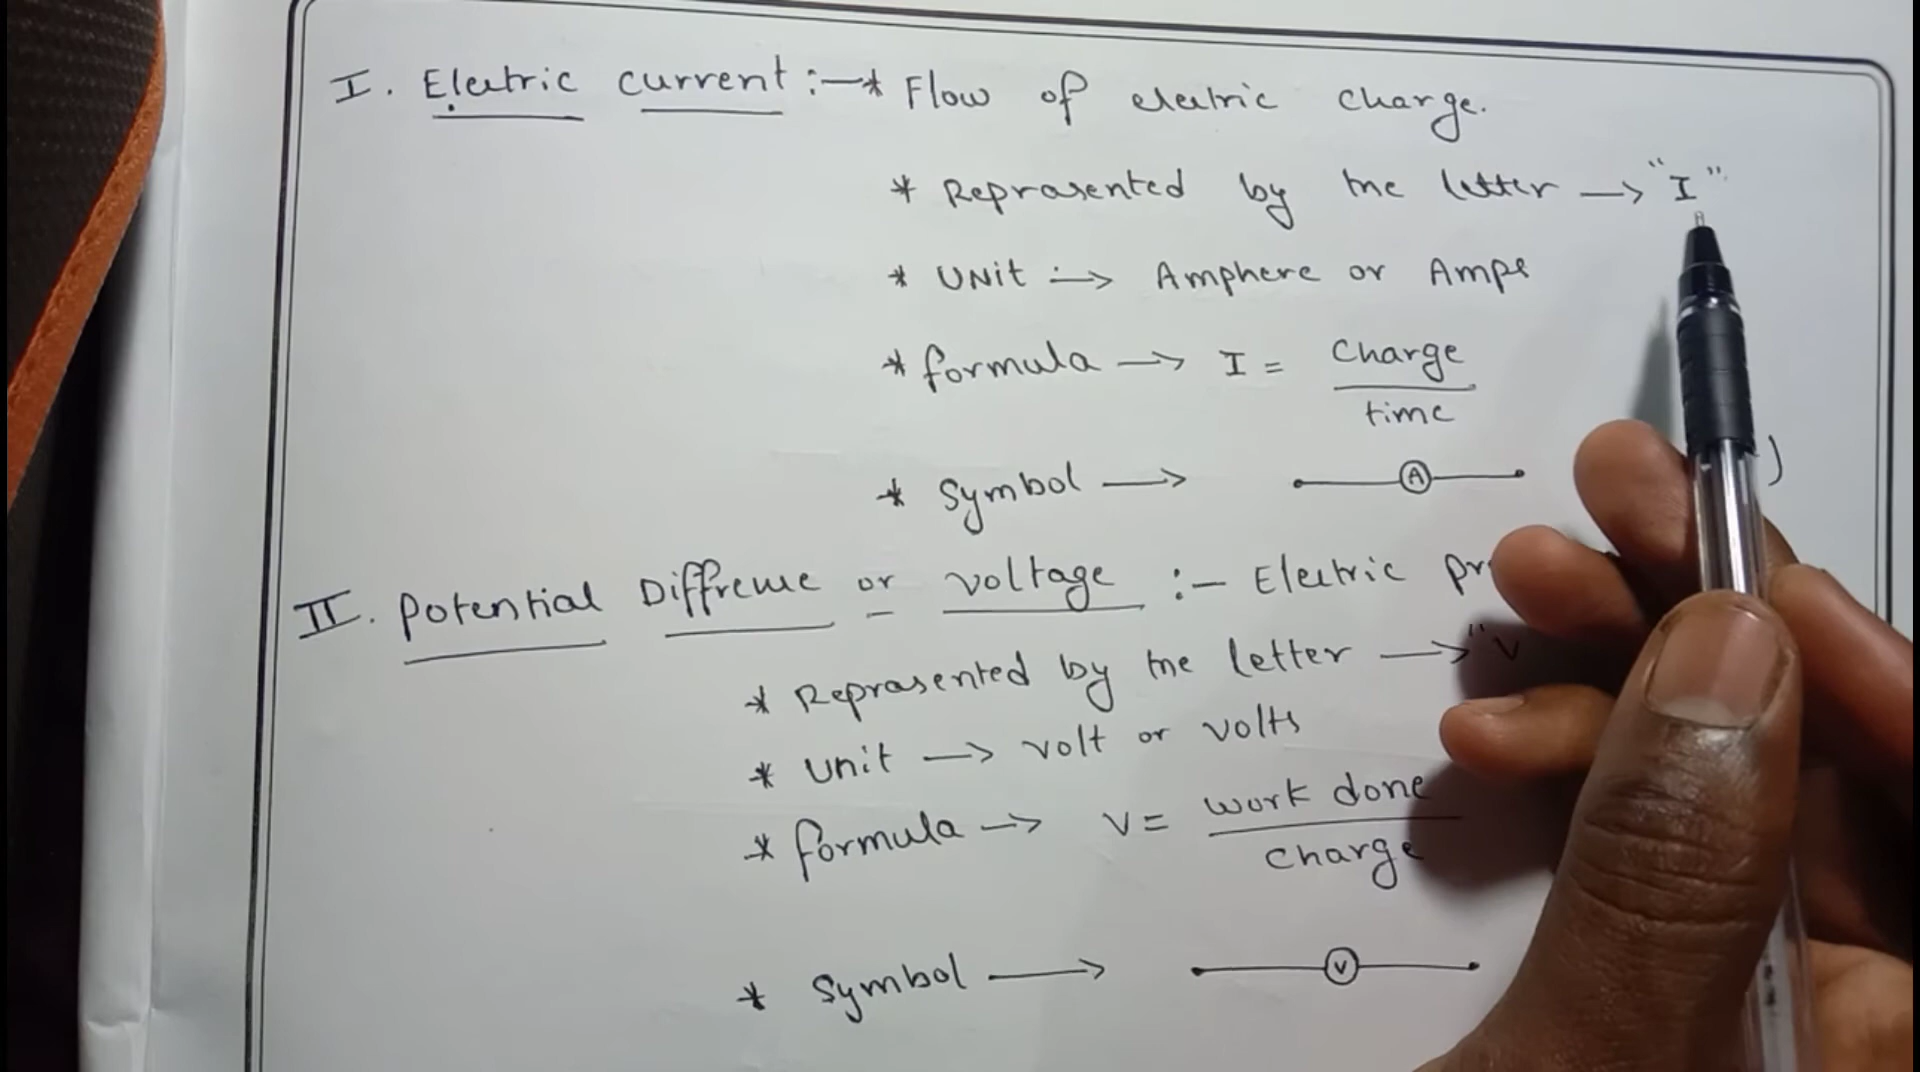 I. Electric current :-* Flow of electric charge.
* Reprasented by the letter → "I"
* UNit :→ Amphere or Amps
* formula → I = Charge
time
* Symbol → A )
II. Potential Diffrence or voltage :- Electric
* Reprasented by the letter → "V
* Unit → volt or volts
* formula → V = work done
charge
* Symbol → V